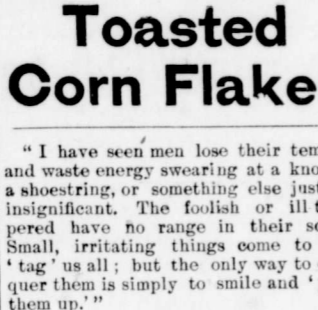 Toasted
Corn Flake
" I have seen men lose their tem
and waste energy swearing at a kno
a shoestring, or something else just
insignificant. The foolish or ill t
pered have no range in their s
Small, irritating things come to
' tag ' us all ; but the only way to
quer them is simply to smile and '
them up.' "